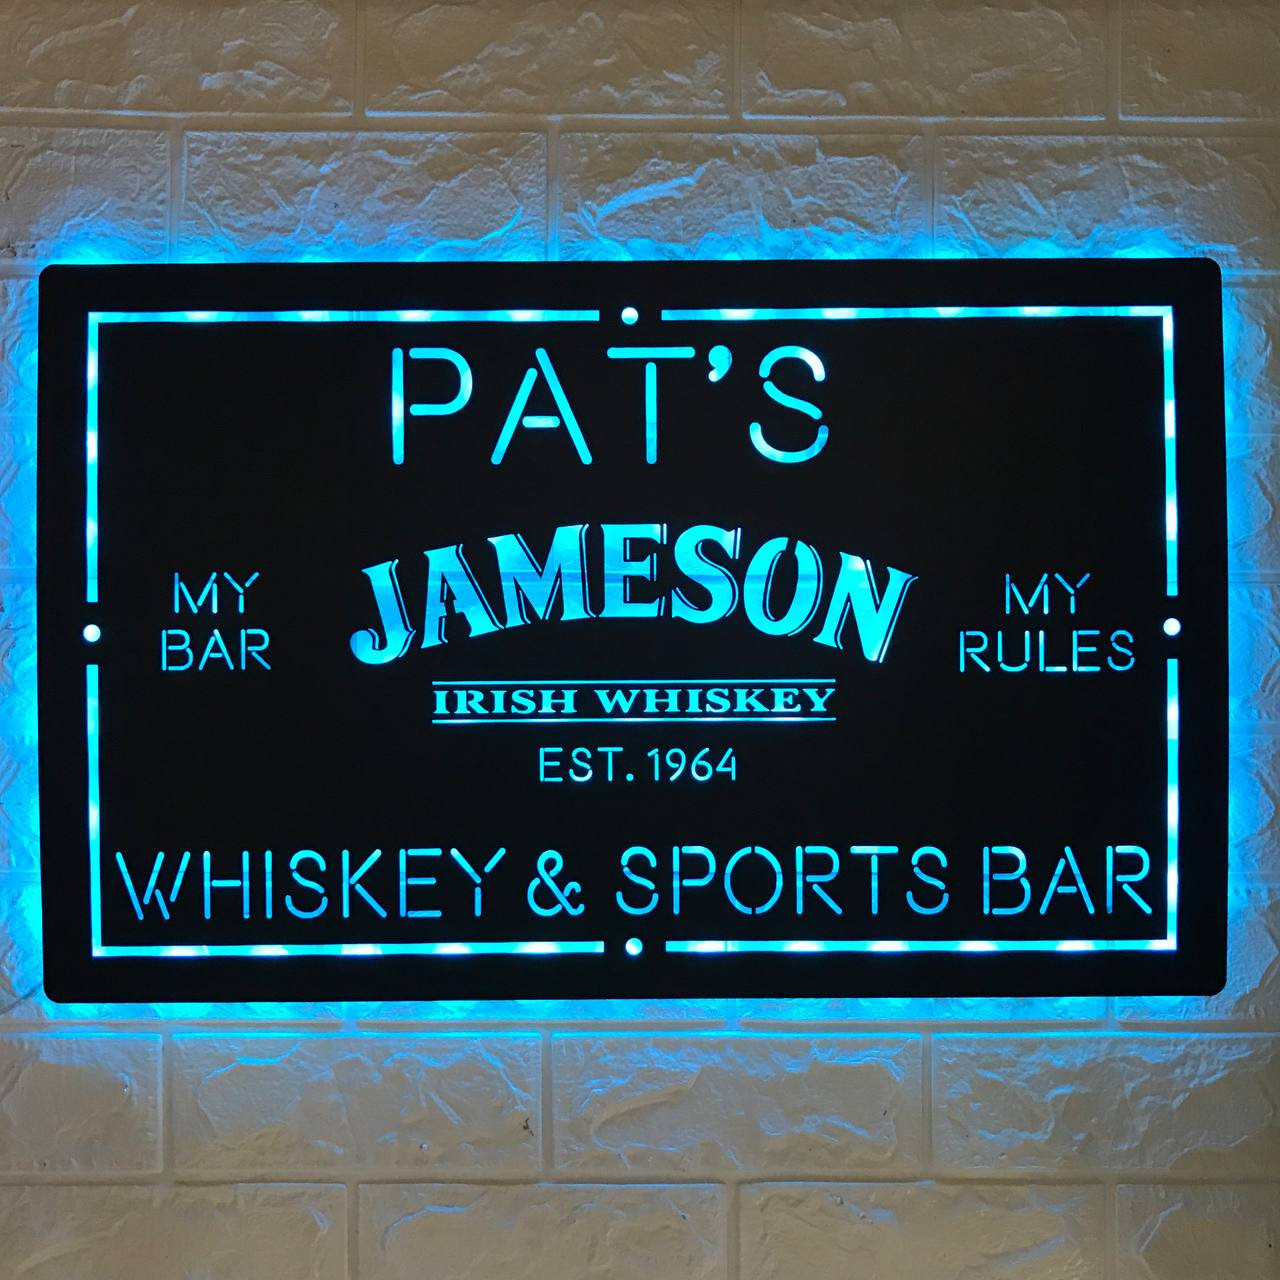 PAT'S
JAMESON
MY
BAR
MY
RULES
IRISH WHISKEY
EST. 1964
WHISKEY & SPORTS BAR